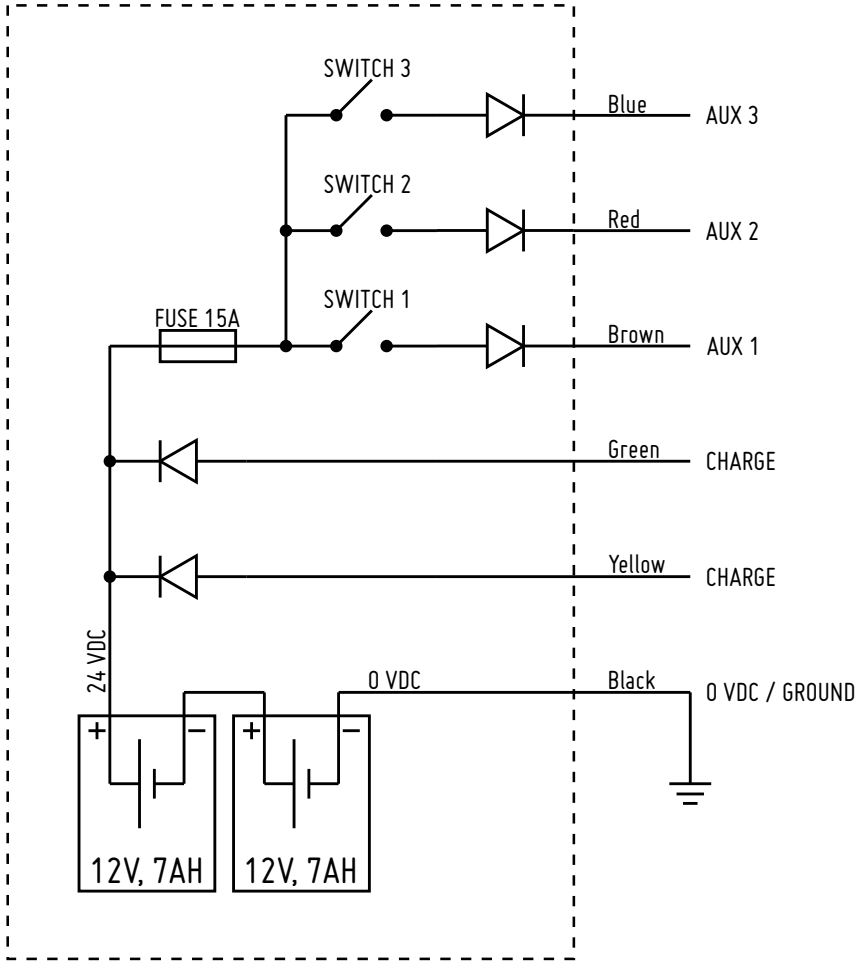 SWITCH 3
Blue
AUX 3
SWITCH 2
Red
AUX 2
SWITCH 1
FUSE 15A
Brown
AUX 1
Green
CHARGE
Yellow
CHARGE
24 VDC
0 VDC
Black
0 VDC / GROUND
+ −
+ −
12V, 7AH
12V, 7AH